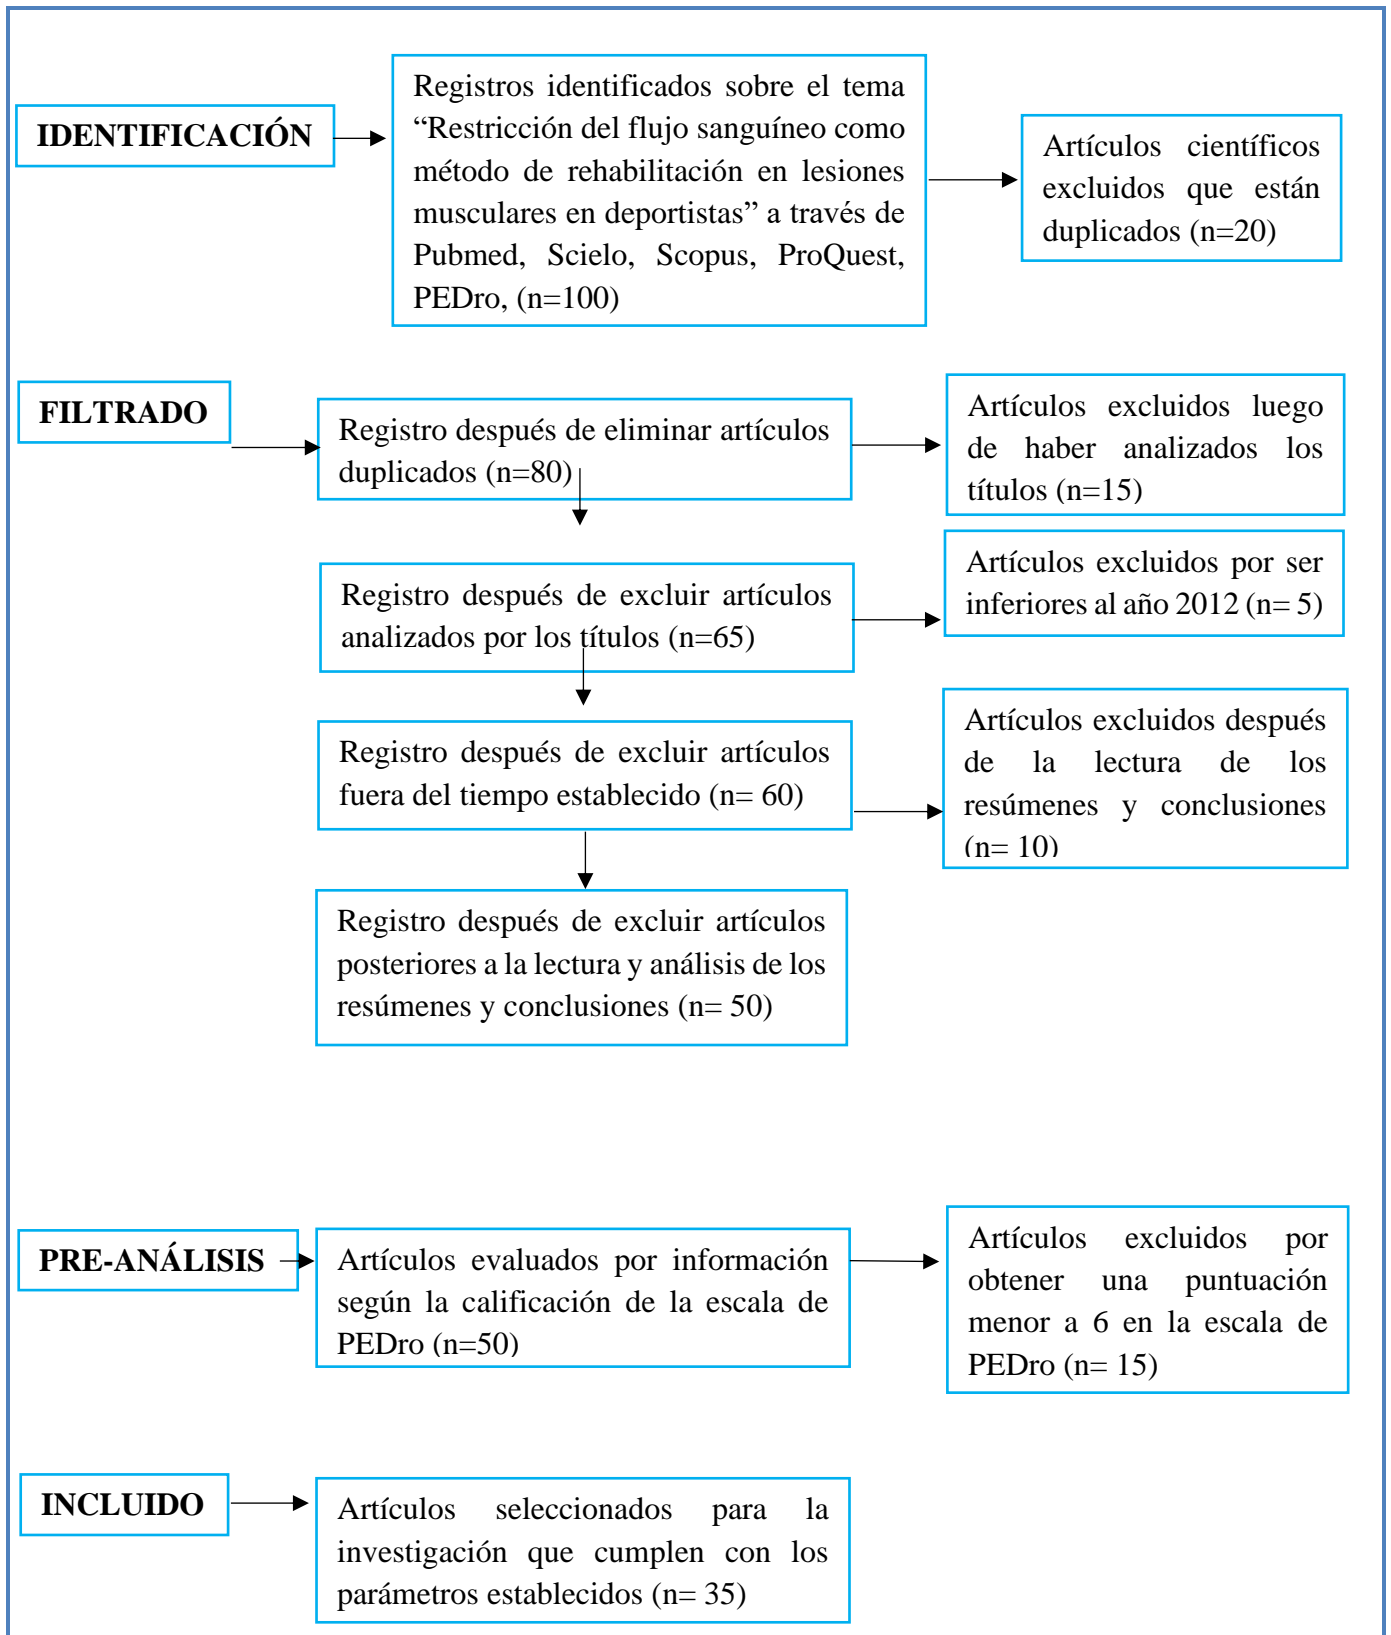 IDENTIFICACIÓN
Registros identificados sobre el tema
“Restricción del flujo sanguíneo como
método de rehabilitación en lesiones
musculares en deportistas” a través de
Pubmed, Scielo, Scopus, ProQuest,
PEDro, (n=100)
Artículos científicos
excluidos que están
duplicados (n=20)
FILTRADO
Registro después de eliminar artículos
duplicados (n=80)
Artículos excluidos luego
de haber analizados los
títulos (n=15)
Registro después de excluir artículos
analizados por los títulos (n=65)
Artículos excluidos por ser
inferiores al año 2012 (n= 5)
Registro después de excluir artículos
fuera del tiempo establecido (n= 60)
Artículos excluidos después
de la lectura de los
resúmenes y conclusiones
(n= 10)
Registro después de excluir artículos
posteriores a la lectura y análisis de los
resúmenes y conclusiones (n= 50)
PRE-ANÁLISIS
Artículos evaluados por información
según la calificación de la escala de
PEDro (n=50)
Artículos excluidos por
obtener una puntuación
menor a 6 en la escala de
PEDro (n= 15)
INCLUIDO
Artículos seleccionados para la
investigación que cumplen con los
parámetros establecidos (n= 35)